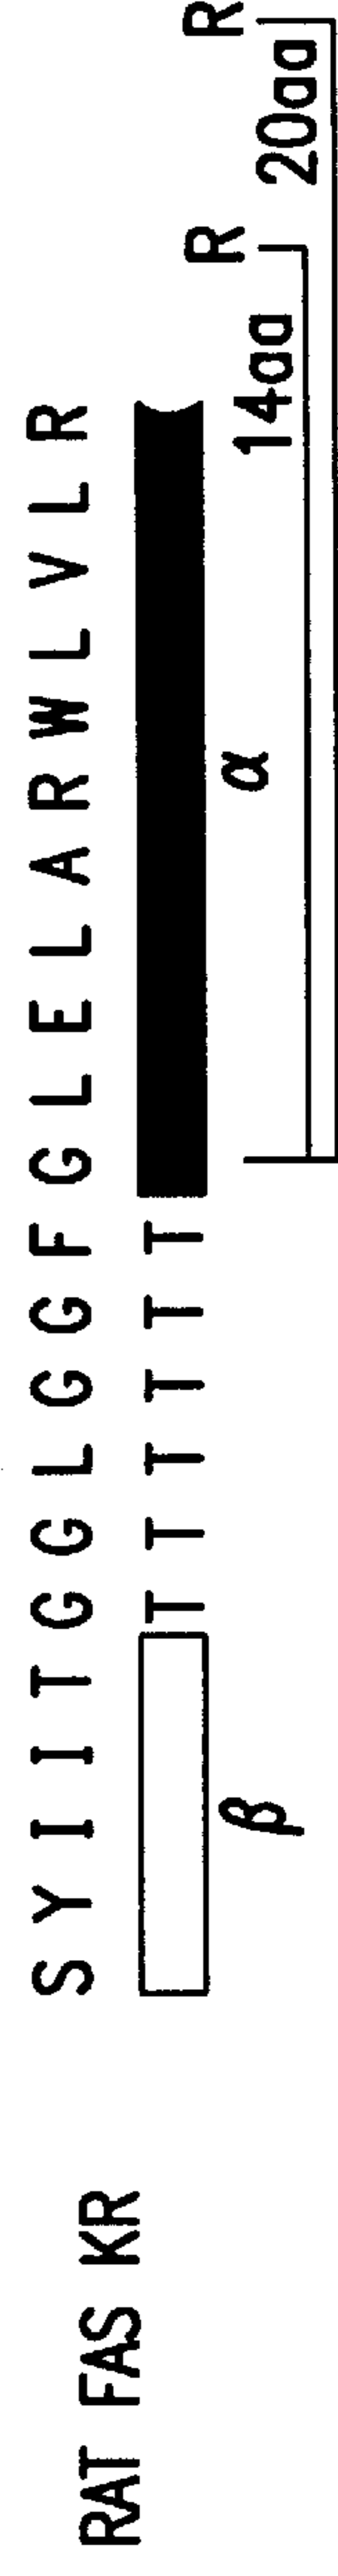 S Y I I T G G L G G F G L E L A R W L V L R
RAT FAS KR
T T T T T T
R R
β α 14aa 20aa